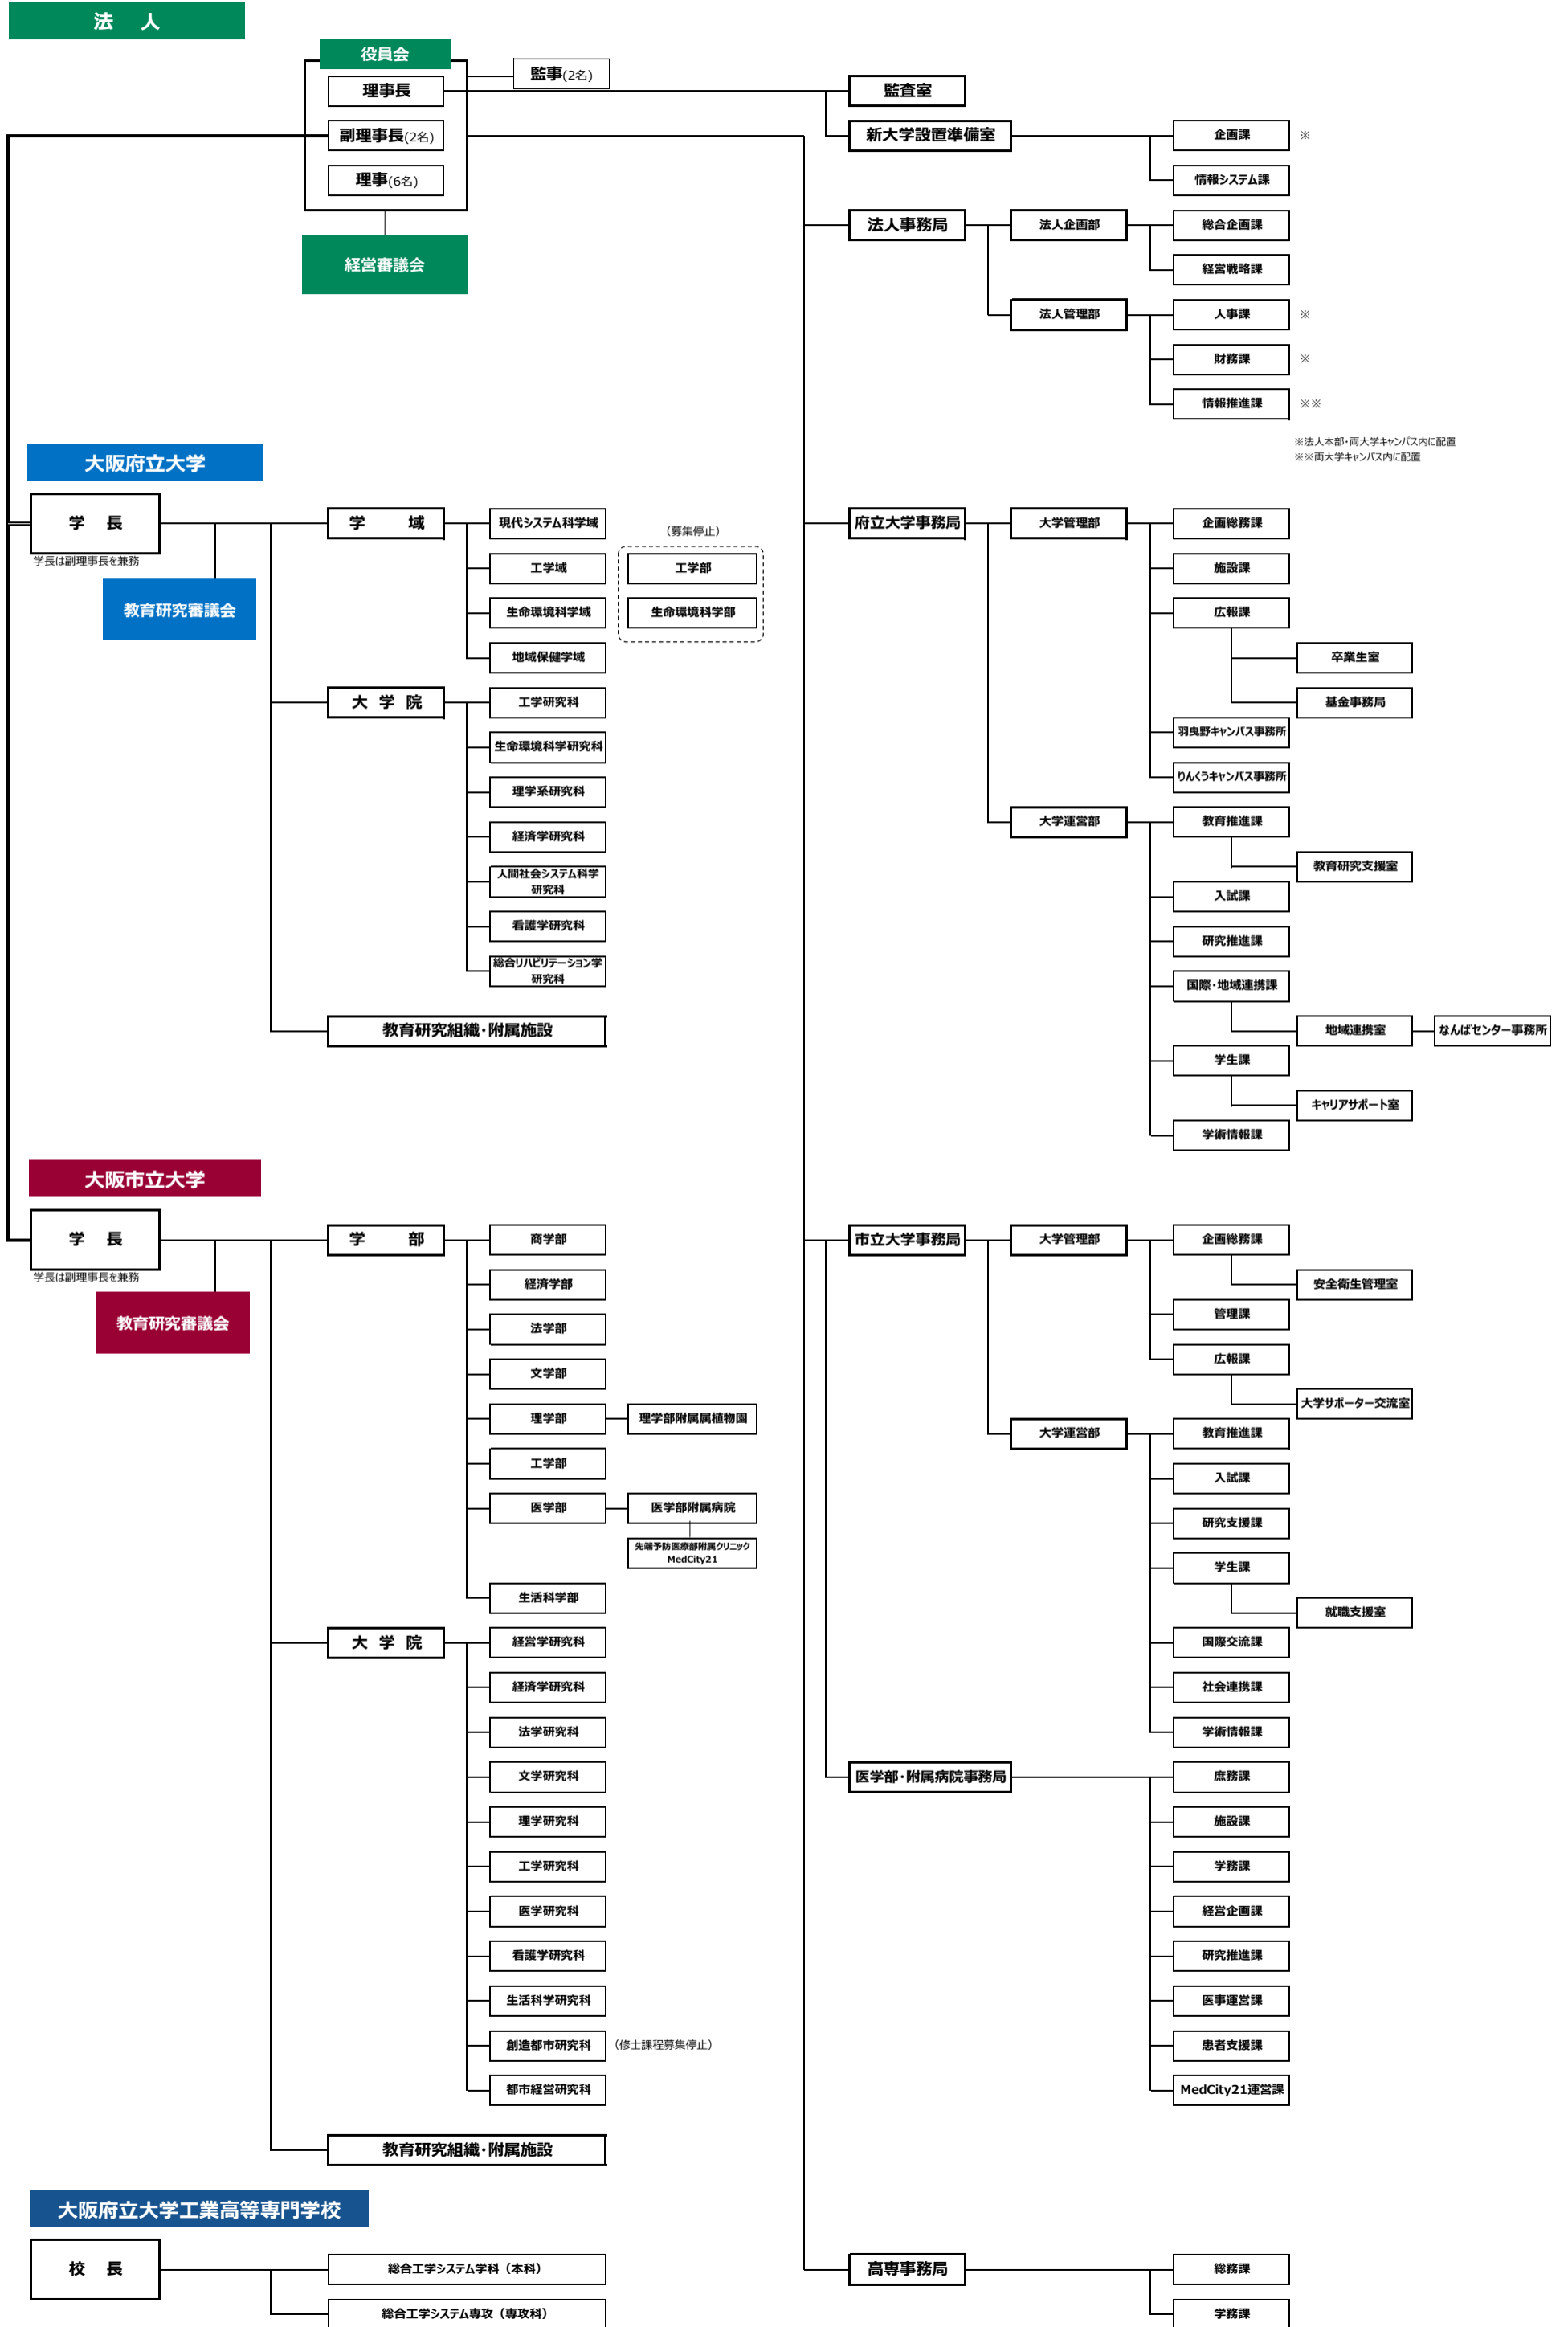 法 人
役員会
監事(2名)
理事長
副理事長(2名)
理事(6名)
経営審議会
監査室
新大学設置準備室
企画課 ※
情報システム課
法人事務局
法人企画部
総合企画課
経営戦略課
法人管理部
人事課 ※
財務課 ※
情報推進課 ※※
※法人本部・両大学キャンパス内に配置
※※両大学キャンパス内に配置
大阪府立大学
学 長
学長は副理事長を兼務
教育研究審議会
学 域
現代システム科学域
工学域
生命環境科学域
地域保健学域
（募集停止）
工学部
生命環境科学部
大 学 院
工学研究科
生命環境科学研究科
理学系研究科
経済学研究科
人間社会システム科学
研究科
看護学研究科
総合リハビリテーション学
研究科
教育研究組織・附属施設
府立大学事務局
大学管理部
企画総務課
施設課
広報課
卒業生室
基金事務局
羽曳野キャンパス事務所
りんくうキャンパス事務所
大学運営部
教育推進課
教育研究支援室
入試課
研究推進課
国際・地域連携課
地域連携室
なんばセンター事務所
学生課
キャリアサポート室
学術情報課
大阪市立大学
学 長
学長は副理事長を兼務
教育研究審議会
学 部
商学部
経済学部
法学部
文学部
理学部
理学部附属属植物園
工学部
医学部
医学部附属病院
先端予防医療部附属クリニック
MedCity21
生活科学部
大 学 院
経営学研究科
経済学研究科
法学研究科
文学研究科
理学研究科
工学研究科
医学研究科
看護学研究科
生活科学研究科
創造都市研究科 （修士課程募集停止）
都市経営研究科
教育研究組織・附属施設
市立大学事務局
大学管理部
企画総務課
安全衛生管理室
管理課
広報課
大学サポーター交流室
大学運営部
教育推進課
入試課
研究支援課
学生課
就職支援室
国際交流課
社会連携課
学術情報課
医学部・附属病院事務局
庶務課
施設課
学務課
経営企画課
研究推進課
医事運営課
患者支援課
MedCity21運営課
大阪府立大学工業高等専門学校
校 長
総合工学システム学科（本科）
総合工学システム専攻（専攻科）
高専事務局
総務課
学務課